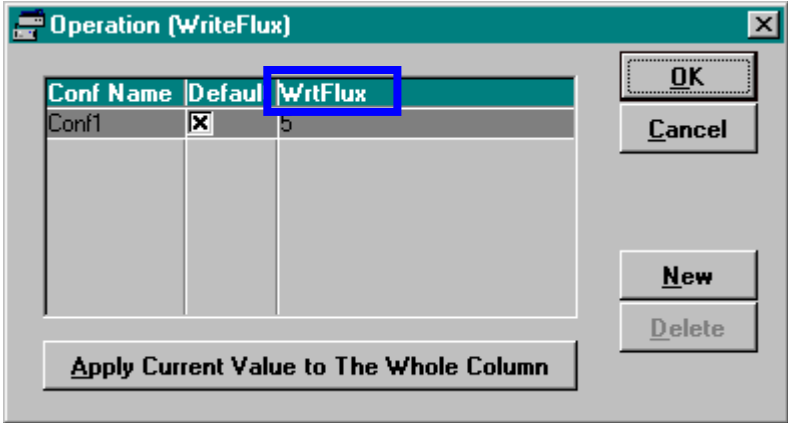 Operation (WriteFlux)
Conf Name Defaul WrtFlux
Conf1 5
OK
Cancel
New
Delete
Apply Current Value to The Whole Column